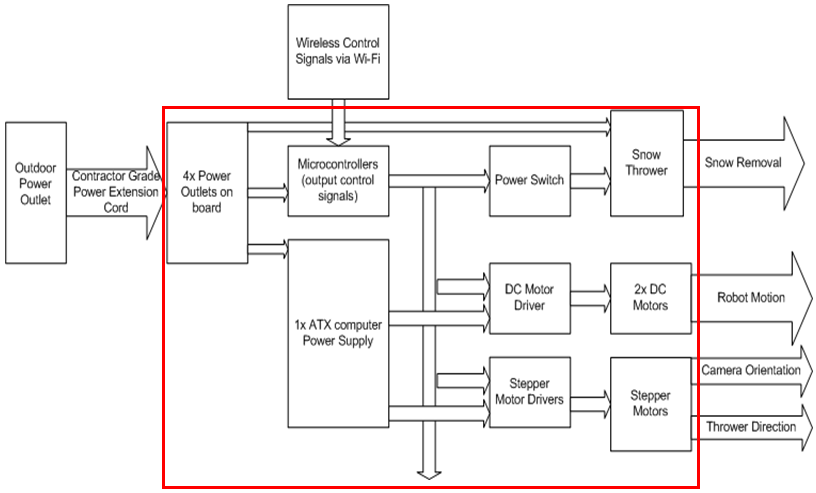 Wireless Control
Signals via Wi-Fi
Outdoor
Power
Outlet
Contractor Grade
Power Extension
Cord
4x Power
Outlets on
board
Microcontrollers
(output control
signals)
Power Switch
Snow
Thrower
Snow Removal
1x ATX computer
Power Supply
DC Motor
Driver
2x DC
Motors
Robot Motion
Stepper
Motor Drivers
Stepper
Motors
Camera Orientation
Thrower Direction